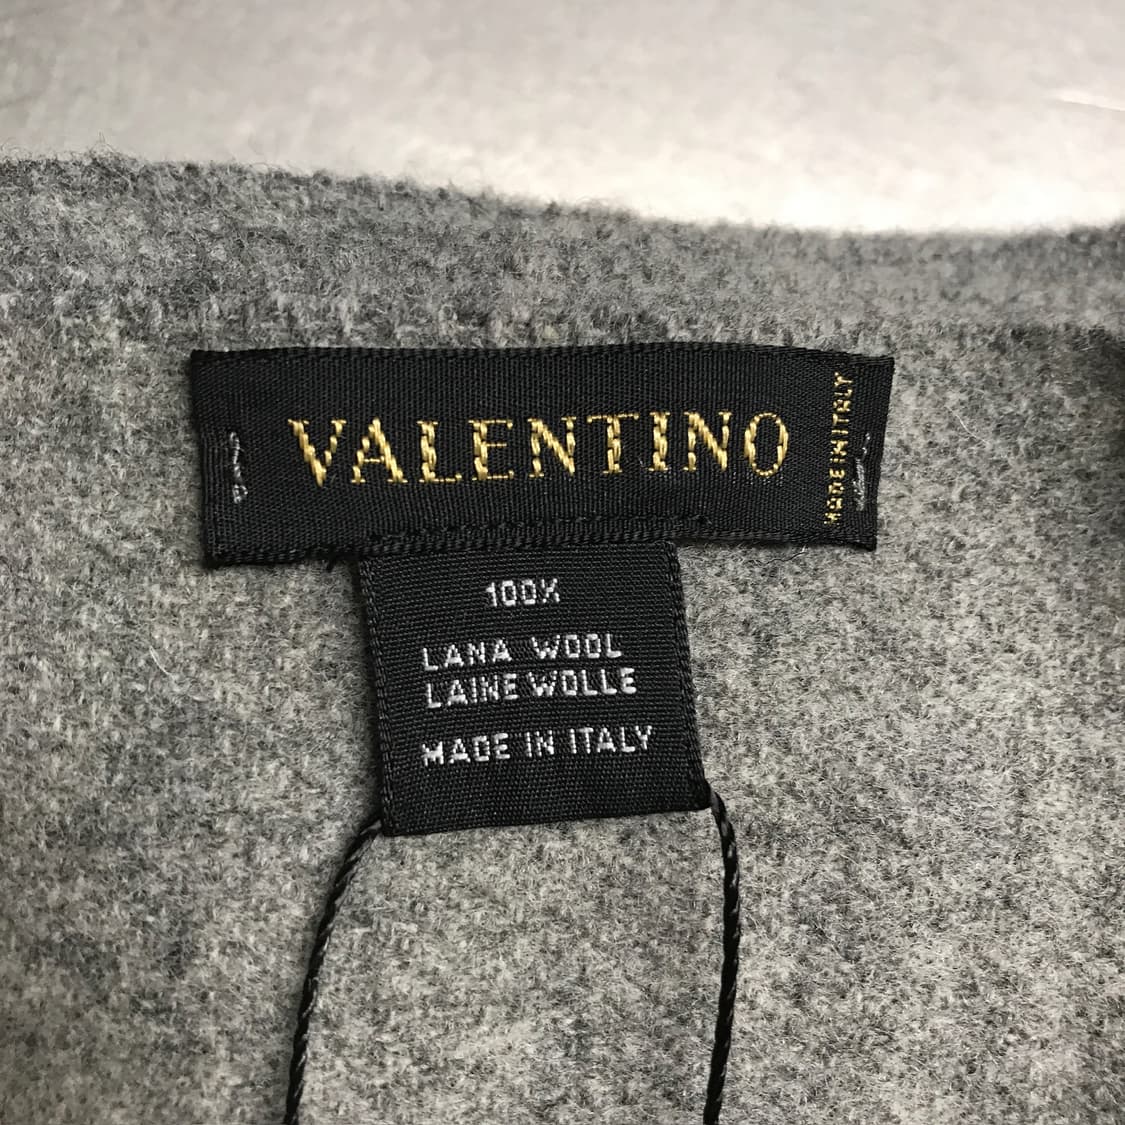 VALENTINO
MADE IN ITALY
100%
LANA WOOL
LAINE WOLLE
MADE IN ITALY